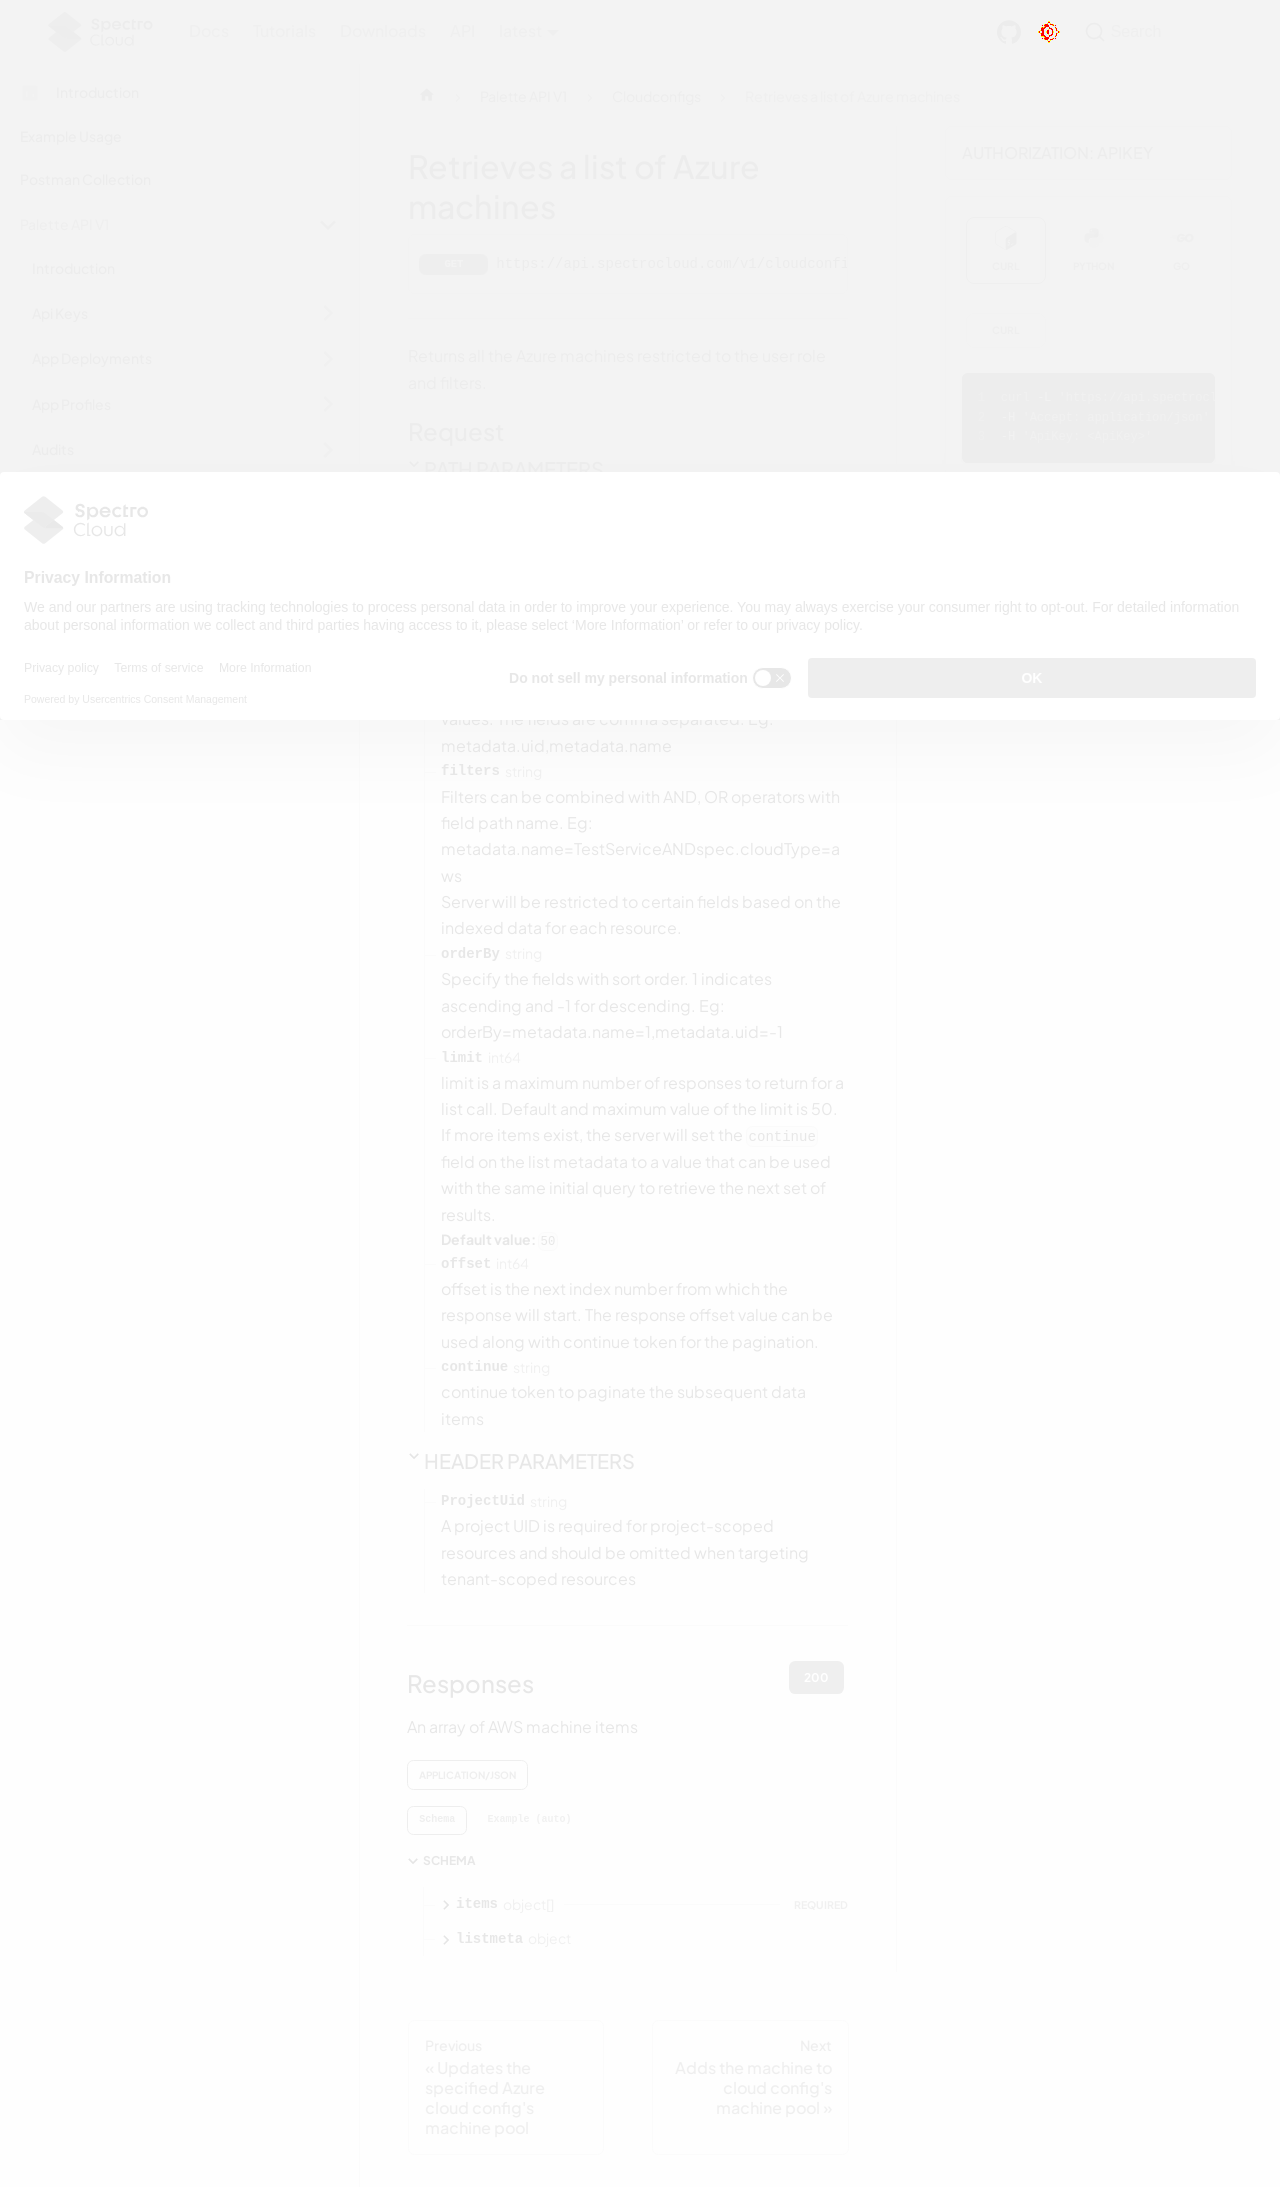 Spectro
Cloud
Docs Tutorials Downloads API latest
Search
Introduction
Palette API V1
Cloudconfigs
Retrieves a list of Azure machines
Example Usage
Postman Collection
Palette API V1
Introduction
Api Keys
App Deployments
App Profiles
Audits
Retrieves a list of Azure
machines
GET https://api.spectrocloud.com/v1/cloudconfi
Returns all the Azure machines restricted to the user role
and filters.
Request
PATH PARAMETERS
AUTHORIZATION: APIKEY
CURL PYTHON GO
CURL
Spectro
Cloud
Privacy Information
We and our partners are using tracking technologies to process personal data in order to improve your experience. You may always exercise your consumer right to opt-out. For detailed information
about personal information we collect and third parties having access to it, please select 'More Information' or refer to our privacy policy.
Privacy policy Terms of service More Information
Powered by Usercentrics Consent Management
Do not sell my personal information
OK
values. The fields are comma separated. Eg:
metadata.uid,metadata.name
filters string
Filters can be combined with AND, OR operators with
field path name. Eg:
metadata.name=TestServiceANDspec.cloudType=a
ws
Server will be restricted to certain fields based on the
indexed data for each resource.
orderBy string
Specify the fields with sort order. 1 indicates
ascending and -1 for descending. Eg:
orderBy=metadata.name=1,metadata.uid=-1
limit int64
limit is a maximum number of responses to return for a
list call. Default and maximum value of the limit is 50.
If more items exist, the server will set the continue
field on the list metadata to a value that can be used
with the same initial query to retrieve the next set of
results.
Default value: 50
offset int64
offset is the next index number from which the
response will start. The response offset value can be
used along with continue token for the pagination.
continue string
continue token to paginate the subsequent data
items
HEADER PARAMETERS
ProjectUid string
A project UID is required for project-scoped
resources and should be omitted when targeting
tenant-scoped resources
Responses
200
An array of AWS machine items
APPLICATION/JSON
Schema Example (auto)
SCHEMA
items object[] REQUIRED
listmeta object
Previous
« Updates the
specified Azure
cloud config's
machine pool
Next
Adds the machine to
cloud config's
machine pool »